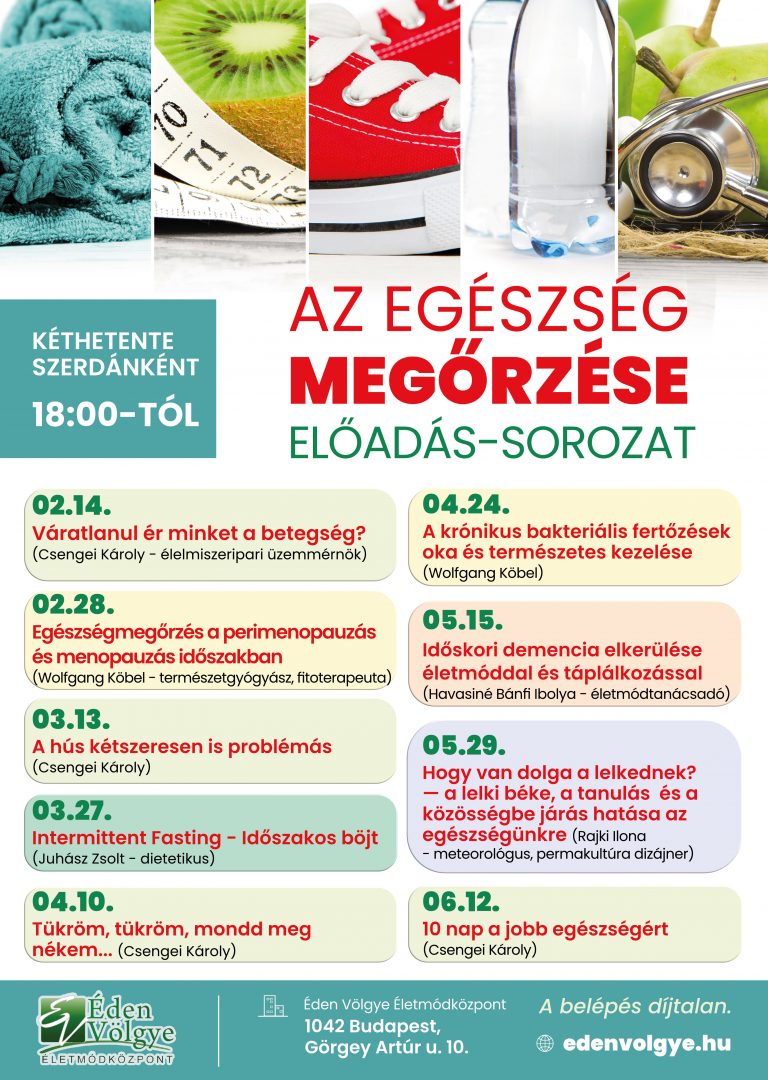 70
71
72
73
KÉTHETENTE
SZERDÁNKÉNT
18:00-TÓL
AZ EGÉSZSÉG
MEGŐRZÉSE
ELŐADÁS-SOROZAT
02.14.
Váratlanul ér minket a betegség?
(Csengei Károly - élelmiszeripari üzemmérnök)
02.28.
Egészségmegőrzés a perimenopauzás
és menopauzás időszakban
(Wolfgang Köbel - természetgyógyász, fitoterapeuta)
03.13.
A hús kétszeresen is problémás
(Csengei Károly)
03.27.
Intermittent Fasting - Időszakos böjt
(Juhász Zsolt - dietetikus)
04.10.
Tükröm, tükröm, mondd meg
nékem... (Csengei Károly)
04.24.
A krónikus bakteriális fertőzések
oka és természetes kezelése
(Wolfgang Köbel)
05.15.
Időskori demencia elkerülése
életmóddal és táplálkozással
(Havasiné Bánfi Ibolya - életmódtanácsadó)
05.29.
Hogy van dolga a lelkednek?
— a lelki béke, a tanulás és a
közösségbe járás hatása az
egészségünkre (Rajki Ilona
- meteorológus, permakultúra dizájner)
06.12.
10 nap a jobb egészségért
(Csengei Károly)
Éden
Völgye
ÉLETMÓDKÖZPONT
Éden Völgye Életmódközpont
1042 Budapest,
Görgey Artúr u. 10.
A belépés díjtalan.
edenvolgye.hu